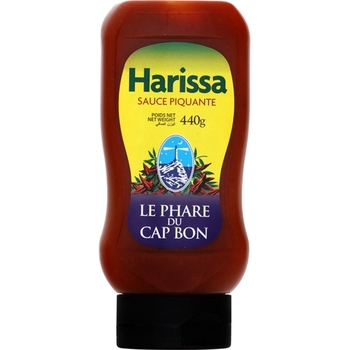 Harissa
SAUCE PIQUANTE
POIDS NET
NET WEIGHT
440g
LE PHARE
DU
CAP BON